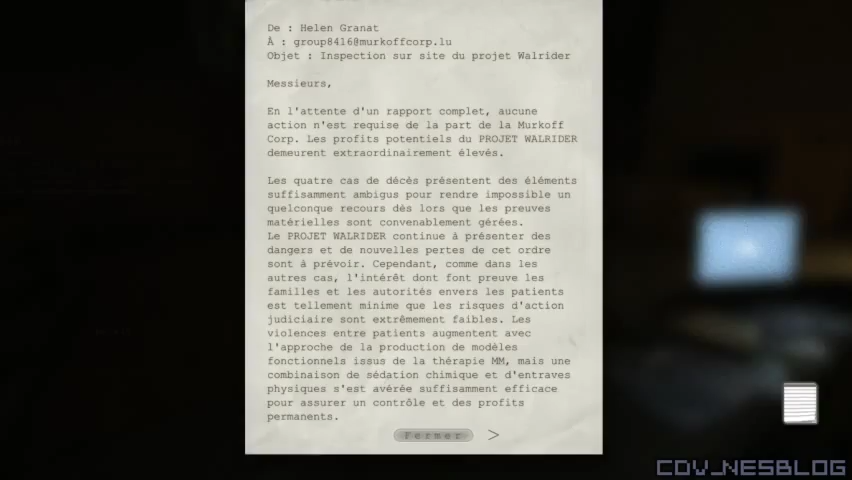 De : Helen Granat
À : group8416@murkoffcorp.lu
Objet : Inspection sur site du projet Walrider
Messieurs,
En l'attente d'un rapport complet, aucune
action n'est requise de la part de la Murkoff
Corp. Les profits potentiels du PROJET WALRIDER
demeurent extraordinairement élevés.
Les quatre cas de décès présentent des éléments
suffisamment ambigus pour rendre impossible un
quelconque recours dès lors que les preuves
matérielles sont convenablement gérées.
Le PROJET WALRIDER continue à présenter des
dangers et de nouvelles pertes de cet ordre
sont à prévoir. Cependant, comme dans les
autres cas, l'intérêt dont font preuve les
familles et les autorités envers les patients
est tellement minime que les risques d'action
judiciaire sont extrêmement faibles. Les
violences entre patients augmentent avec
l'approche de la production de modèles
fonctionnels issus de la thérapie MM, mais une
combinaison de sédation chimique et d'entraves
physiques s'est avérée suffisamment efficace
pour assurer un contrôle et des profits
permanents.
Fermer >
CDV_NESBLOG